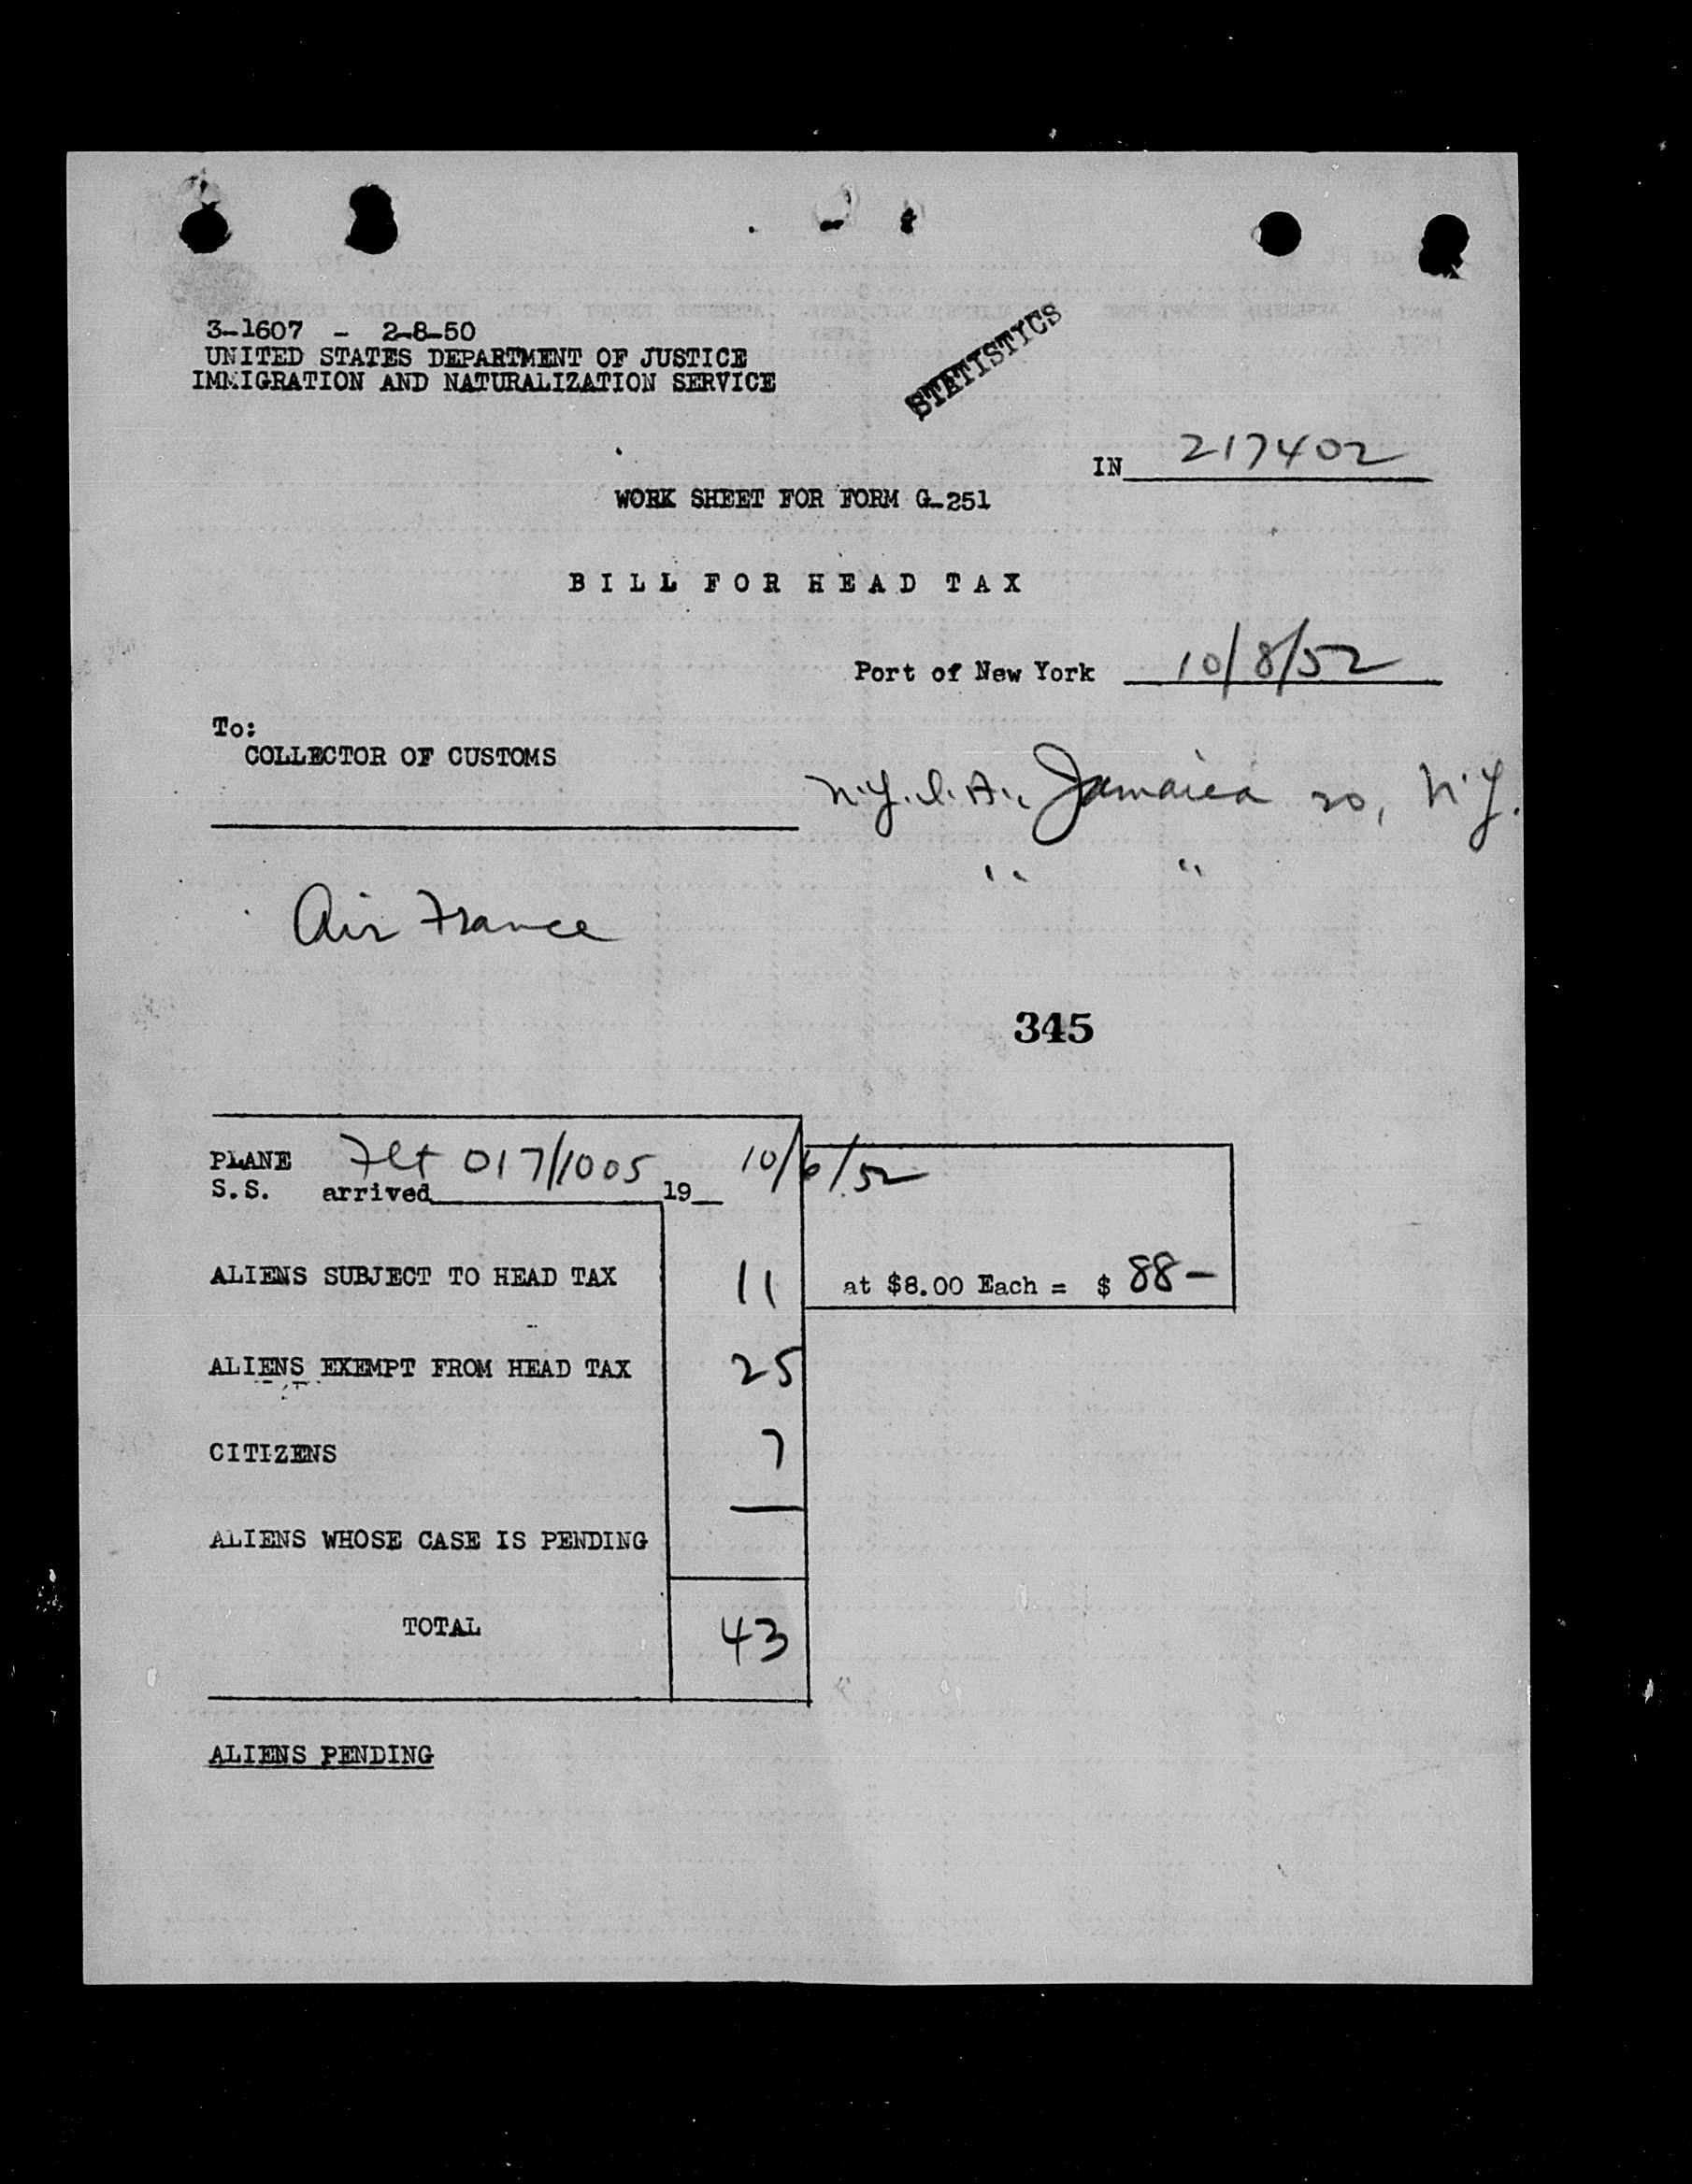 3-1607 - 2-8-50
UNITED STATES DEPARTMENT OF JUSTICE
IMMIGRATION AND NATURALIZATION SERVICE
STATISTICS
IN 217402
WORK SHEET FOR FORM G-251
BILL FOR HEAD TAX
Port of New York 10/8/52
To:
COLLECTOR OF CUSTOMS
N.Y.I.A., Jamaica 20, N.Y.
" "
Air France
345
PLANE Flt 017/1005 10/6/52
S.S. arrived 19
ALIENS SUBJECT TO HEAD TAX 11 at $8.00 Each = $ 88-
ALIENS EXEMPT FROM HEAD TAX 25
CITIZENS 7
ALIENS WHOSE CASE IS PENDING
TOTAL 43
ALIENS PENDING